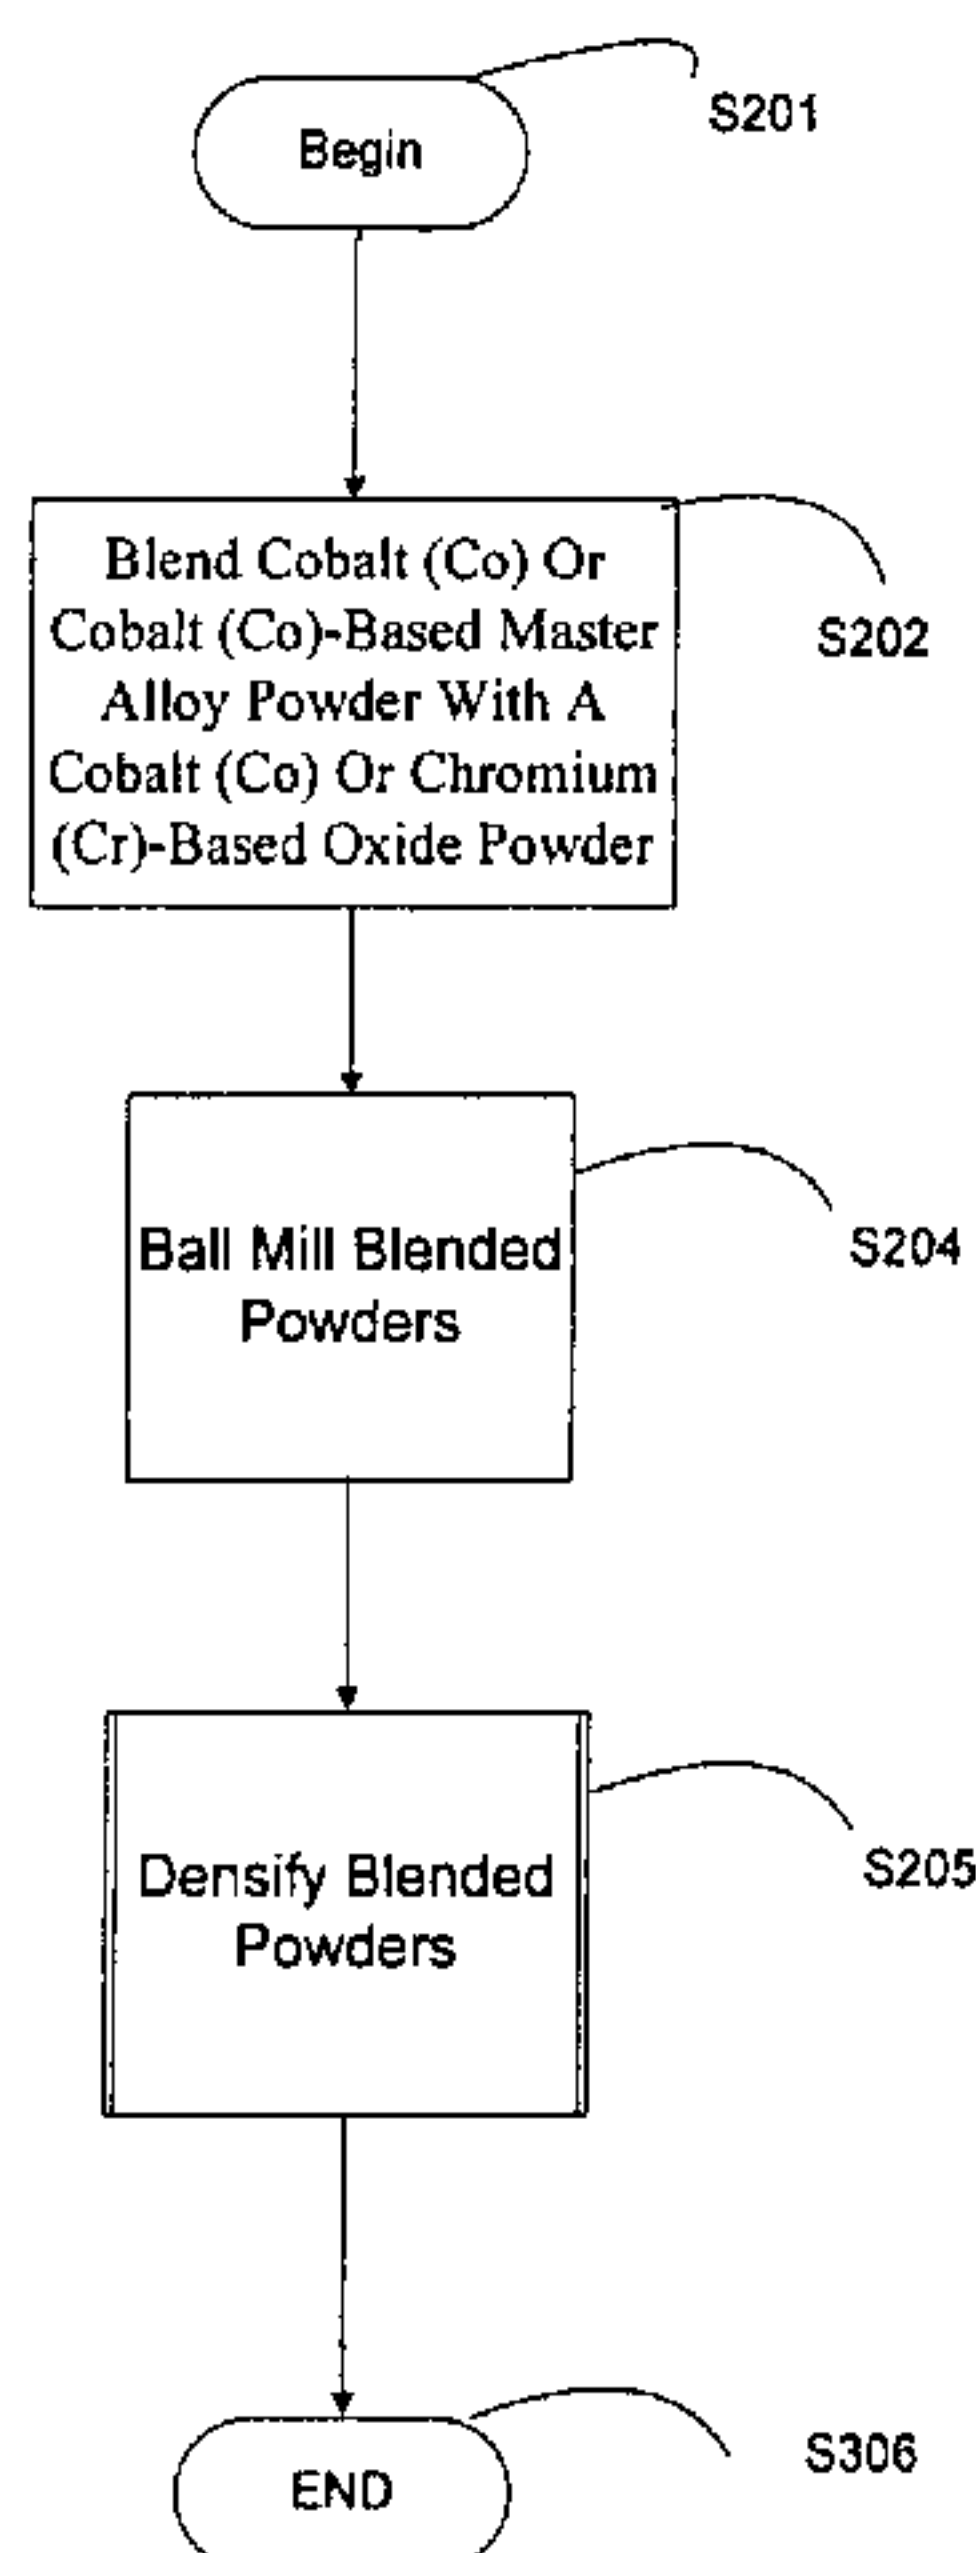 Begin
S201
Blend Cobalt (Co) Or
Cobalt (Co)-Based Master
Alloy Powder With A
Cobalt (Co) Or Chromium
(Cr)-Based Oxide Powder
S202
Ball Mill Blended
Powders
S204
Densify Blended
Powders
S205
END
S306